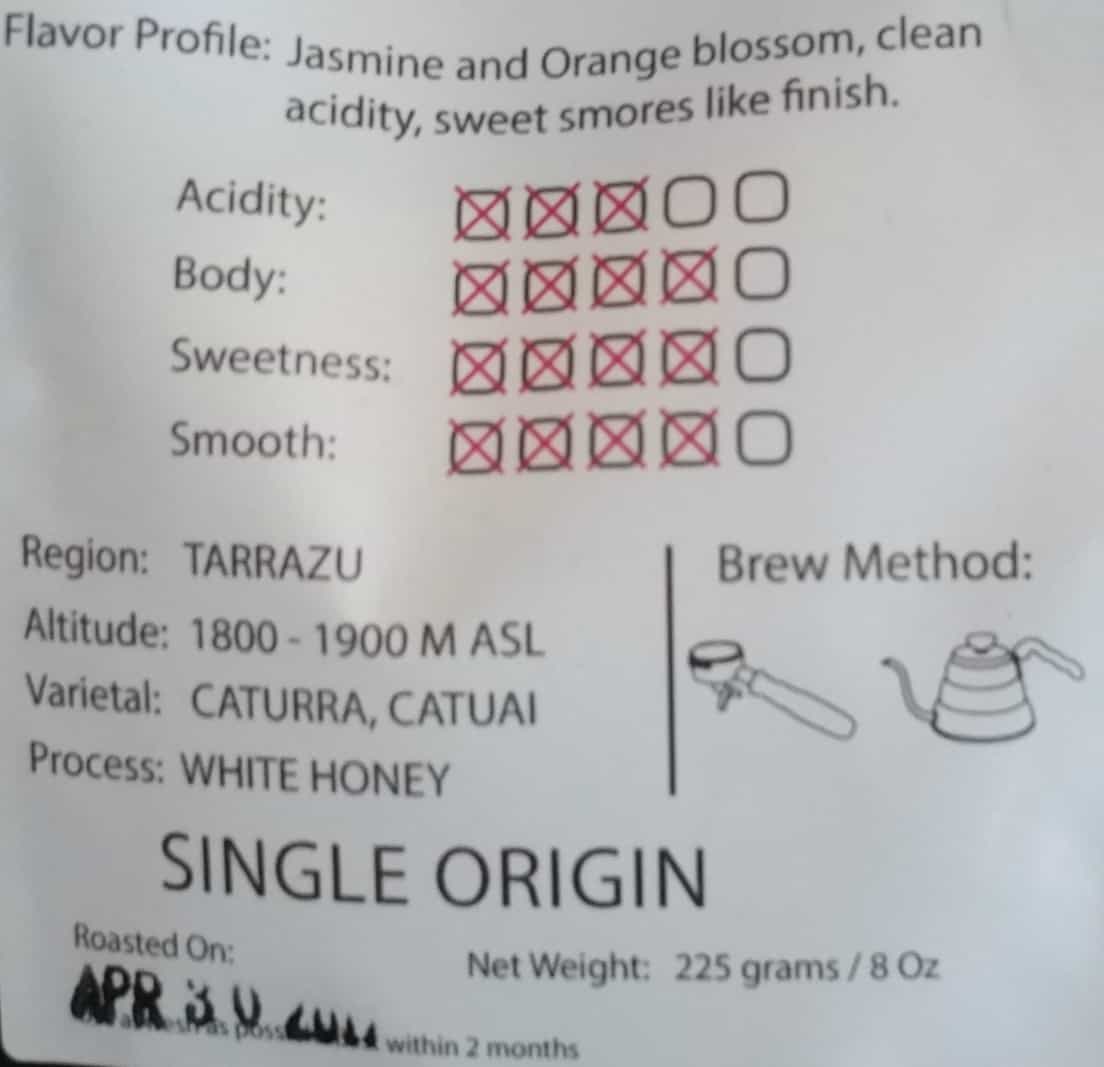 Flavor Profile: Jasmine and Orange blossom, clean
acidity, sweet smores like finish.
Acidity:
Body:
Sweetness:
Smooth:
Region: TARRAZU
Brew Method:
Altitude: 1800 - 1900 M ASL
Varietal: CATURRA, CATUAI
Process: WHITE HONEY
SINGLE ORIGIN
Roasted On:
Net Weight: 225 grams / 8 Oz
APR 30
within 2 months